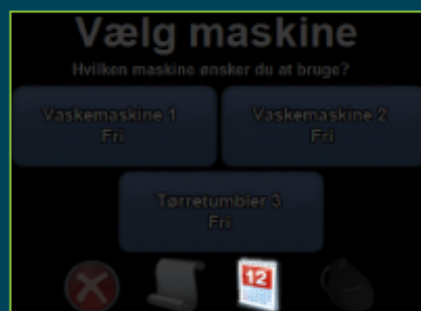 Vælg maskine
Hvilken maskine ønsker du at bruge?
Vaskemaskine 1
Fri
Vaskemaskine 2
Fri
Tørretumbler 3
Fri
12